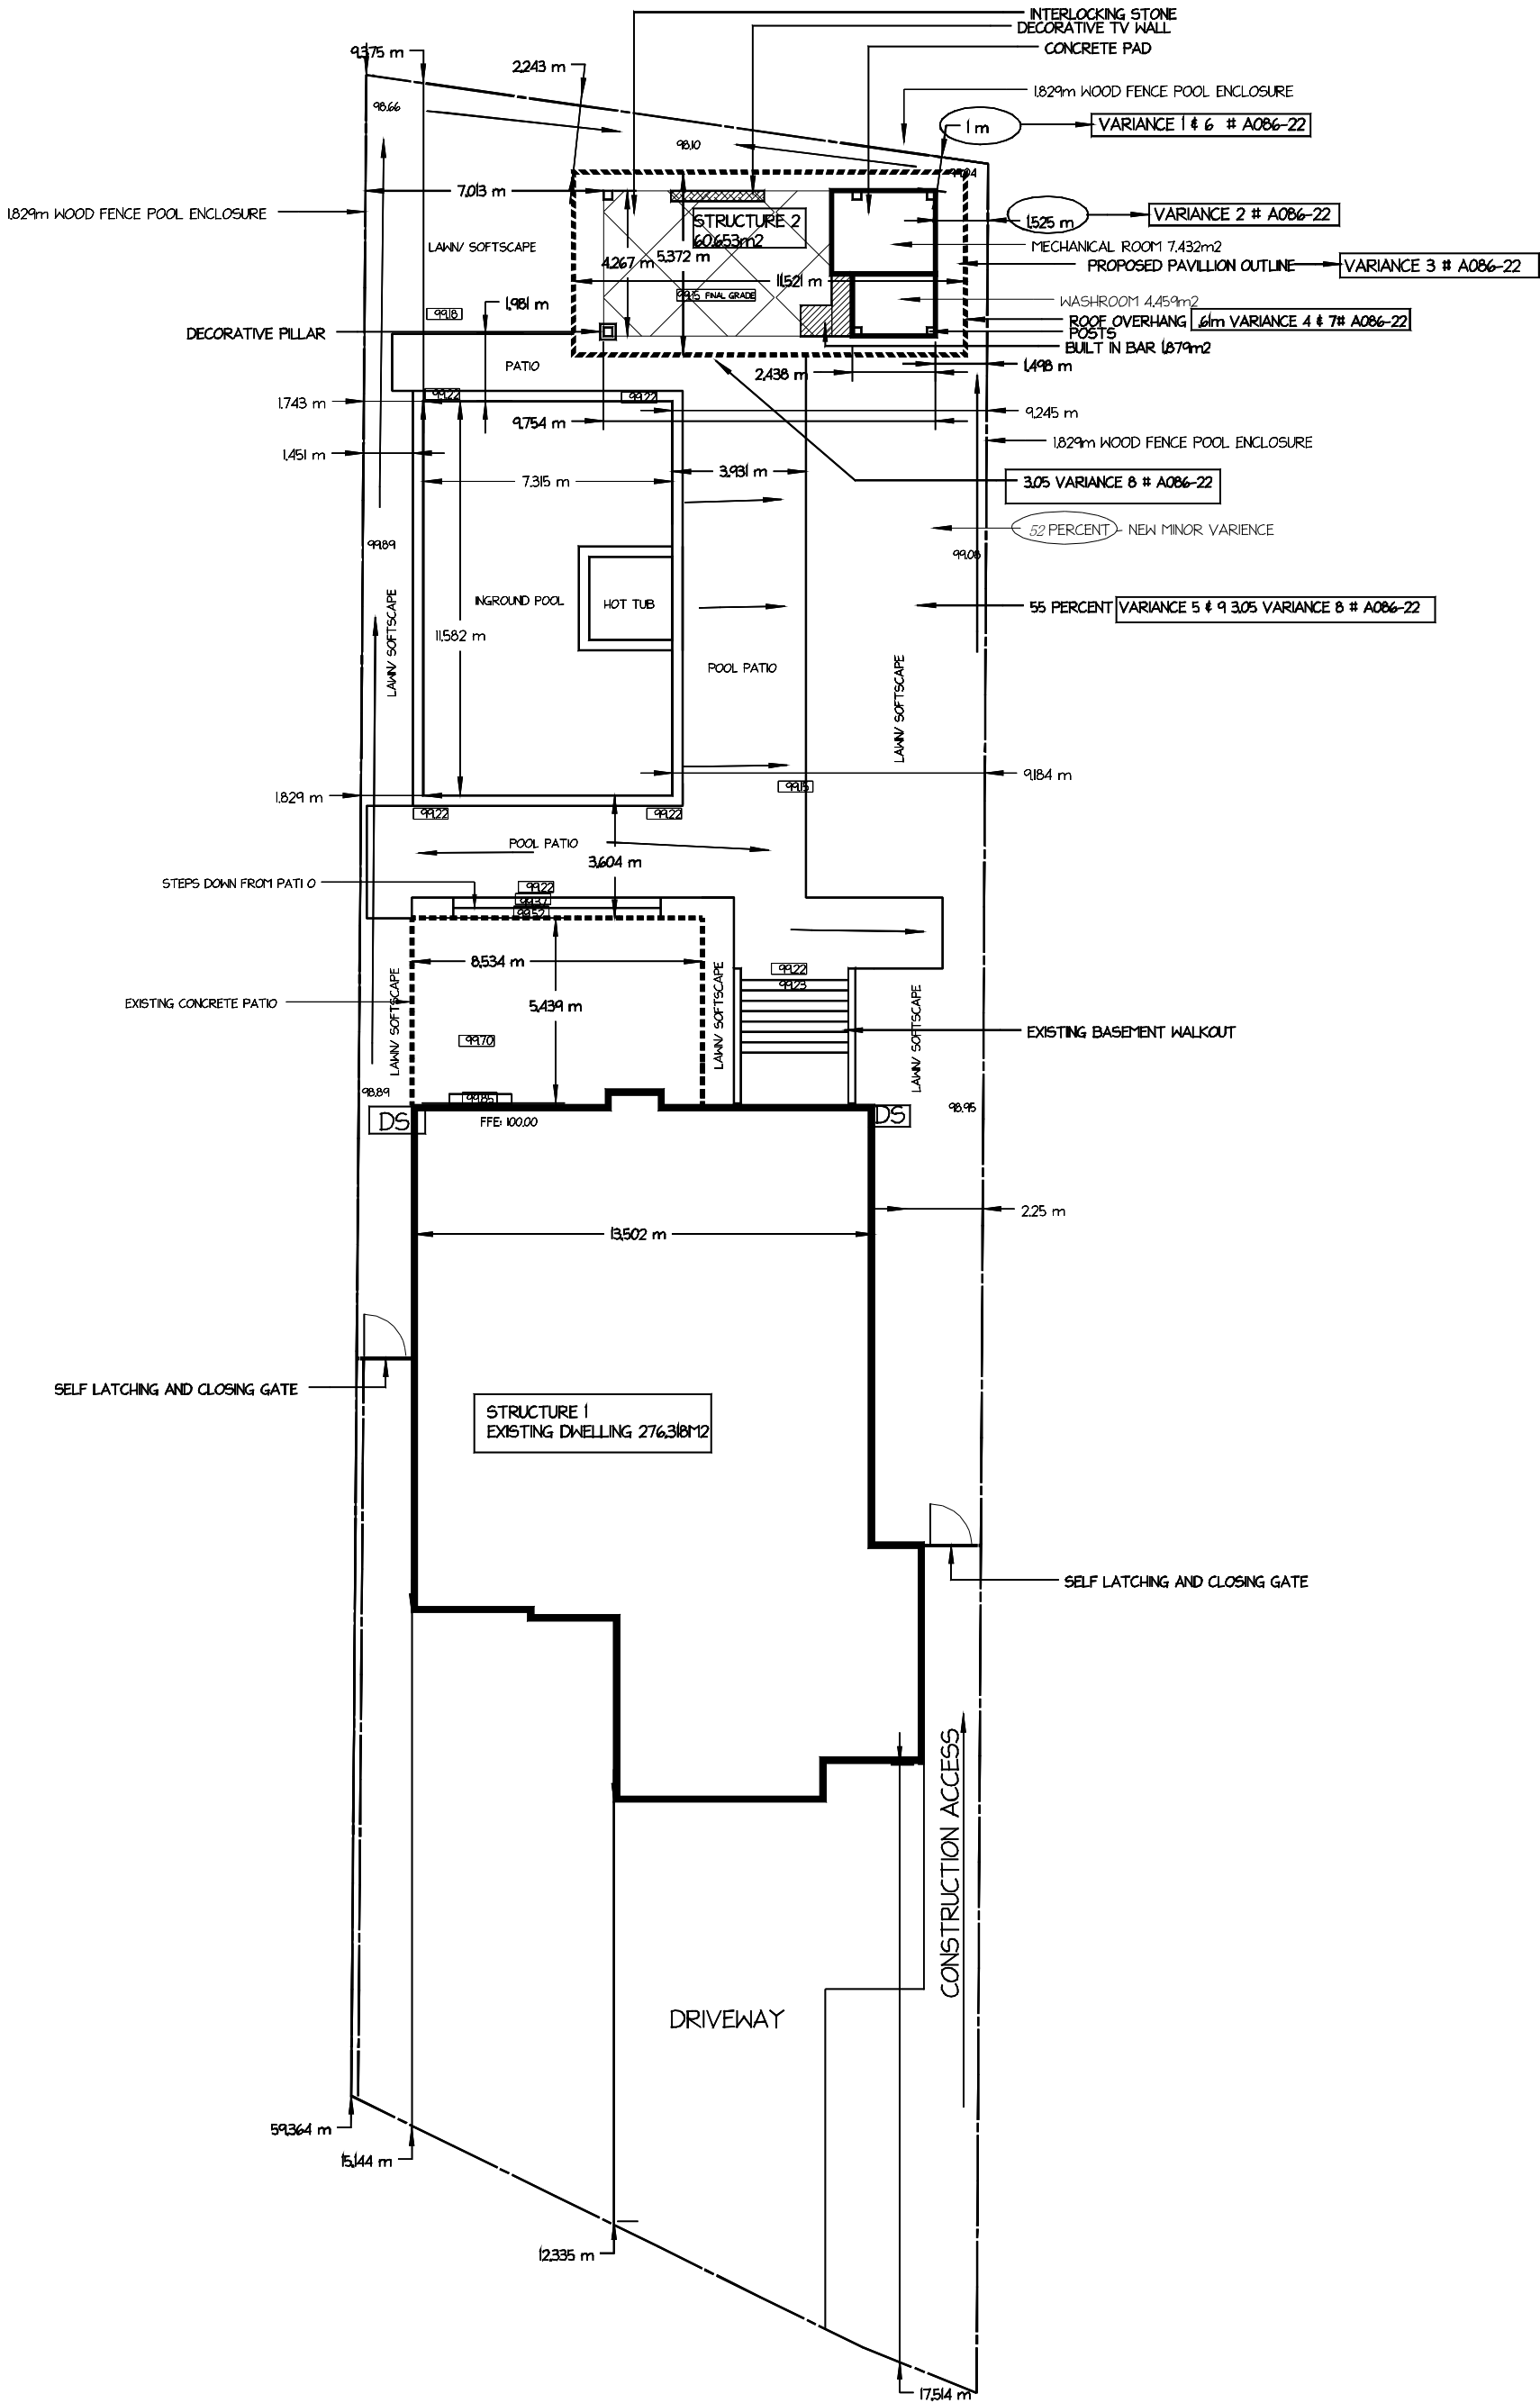 INTERLOCKING STONE
DECORATIVE TV WALL
CONCRETE PAD
9.375 m
2.243 m
1.829m WOOD FENCE POOL ENCLOSURE
98.66
1 m
VARIANCE 1 & 6 # A086-22
98.10
7.013 m
1.829m WOOD FENCE POOL ENCLOSURE
STRUCTURE 2
60.653m2
1.525 m
VARIANCE 2 # A086-22
LAWN/ SOFTSCAPE
MECHANICAL ROOM 7.432m2
4.267 m
5.372 m
PROPOSED PAVILLION OUTLINE
VARIANCE 3 # A086-22
11.521 m
99.15 FINAL GRADE
1.981 m
WASHROOM 4.459m2
99.18
ROOF OVERHANG
.61m VARIANCE 4 & 7# A086-22
DECORATIVE PILLAR
POSTS
BUILT IN BAR 1.879m2
PATIO
1.498 m
2.438 m
99.22
99.22
1.743 m
9.245 m
9.754 m
1.829m WOOD FENCE POOL ENCLOSURE
1.451 m
3.931 m
7.315 m
3.05 VARIANCE 8 # A086-22
52 PERCENT - NEW MINOR VARIENCE
99.89
99.08
INGROUND POOL
HOT TUB
55 PERCENT
VARIANCE 5 & 9 3.05 VARIANCE 8 # A086-22
LAWN/ SOFTSCAPE
11.582 m
POOL PATIO
LAWN/ SOFTSCAPE
9.184 m
99.15
1.829 m
99.22
99.22
POOL PATIO
3.604 m
STEPS DOWN FROM PATI O
99.22
99.37
99.52
8.534 m
99.22
99.23
EXISTING CONCRETE PATIO
5.439 m
LAWN/ SOFTSCAPE
LAWN/ SOFTSCAPE
LAWN/ SOFTSCAPE
EXISTING BASEMENT WALKOUT
99.70
98.89
99.85
98.95
DS
FFE: 100.00
DS
2.25 m
13.502 m
SELF LATCHING AND CLOSING GATE
STRUCTURE 1
EXISTING DWELLING 276.318M2
SELF LATCHING AND CLOSING GATE
CONSTRUCTION ACCESS
DRIVEWAY
59.364 m
15.144 m
12.335 m
17.514 m